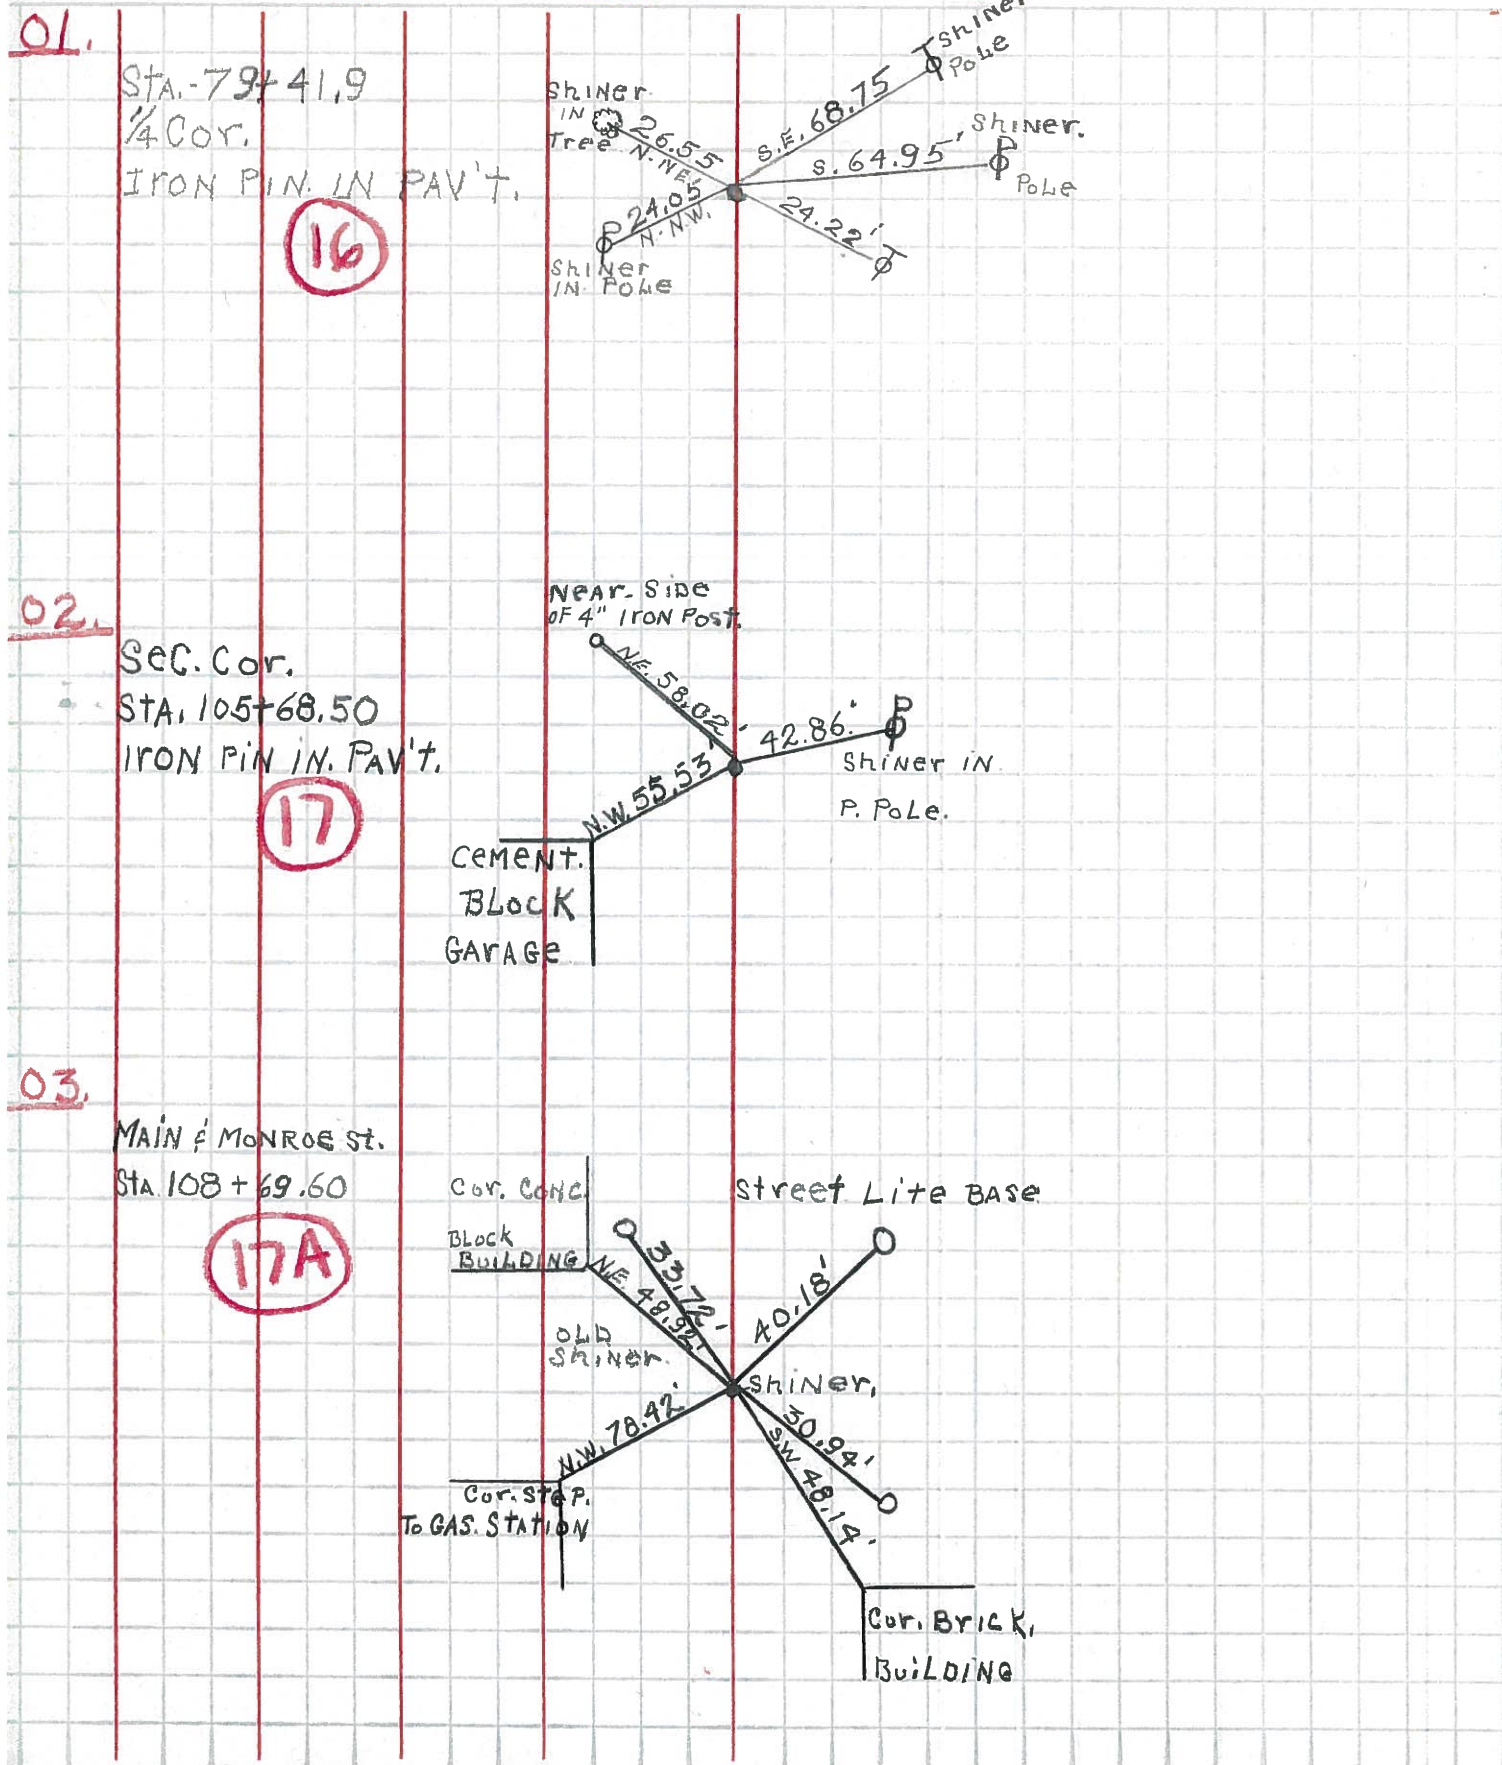 01.
STA.-79+41.9
1/4 Cor.
IRON PIN. IN PAV'T.
16
Shiner
IN
Tree
26.55
N-NE.
24.05
N-N.W.
P
Shiner
IN POLE
S.E. 68.75
T
Shiner
POLE
S. 64.95'
Shiner.
P
POLE
24.22'
T
02.
SEC. Cor.
STA. 105+68.50
IRON PIN IN. PAV'T.
17
NEAR-SIDE
OF 4" IRON POST.
N.E. 58.02'
42.86'
P
Shiner IN
P. POLE.
N.W. 55.53'
CEMENT.
BLOCK
GARAGE
03.
MAIN & MONROE St.
STA 108+69.60
17A
Cor. CONC.
BLOCK
BUILDING
33.72'
N.E. 48.92'
OLD
Shiner.
Street Lite BASE
40.18'
Shiner.
N.W. 78.42'
Cor. STEP.
TO GAS. STATION
30.94'
S.W. 48.14'
Cor. BRICK.
BUILDING